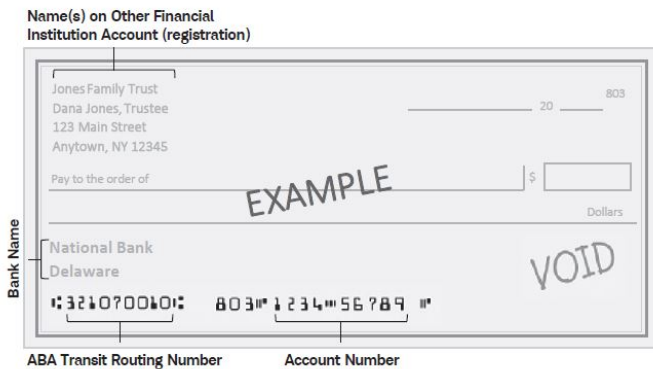 Name(s) on Other Financial
Institution Account (registration)
Jones Family Trust
803
Dana Jones, Trustee
20
123 Main Street
Anytown, NY 12345
Pay to the order of
$
EXAMPLE
Dollars
Bank Name
National Bank
Delaware
VOID
⑆321070010⑆ 803⑈1234⑉56789 ⑈
ABA Transit Routing Number
Account Number